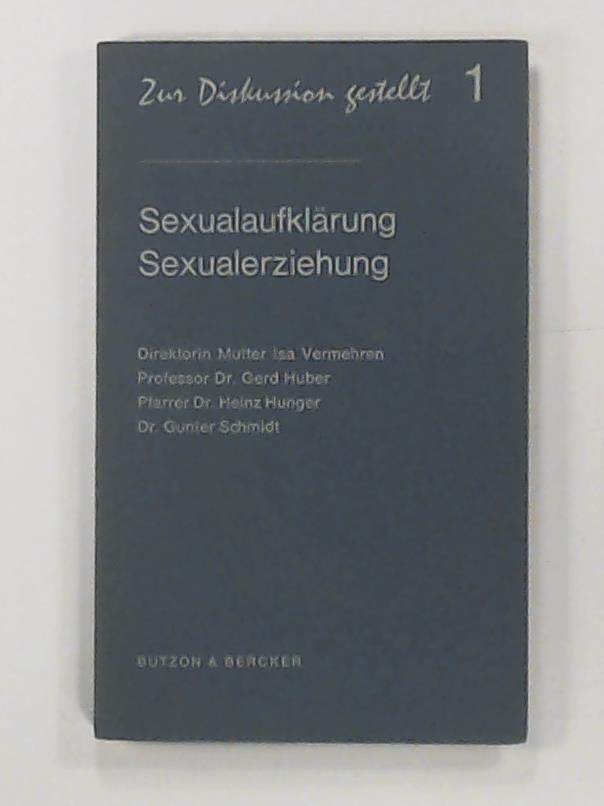 Zur Diskussion gestellt 1
Sexualaufklärung
Sexualerziehung
Direktorin Mutter Isa Vermehren
Professor Dr. Gerd Huber
Pfarrer Dr. Heinz Hunger
Dr. Gunter Schmidt
BUTZON & BERCKER